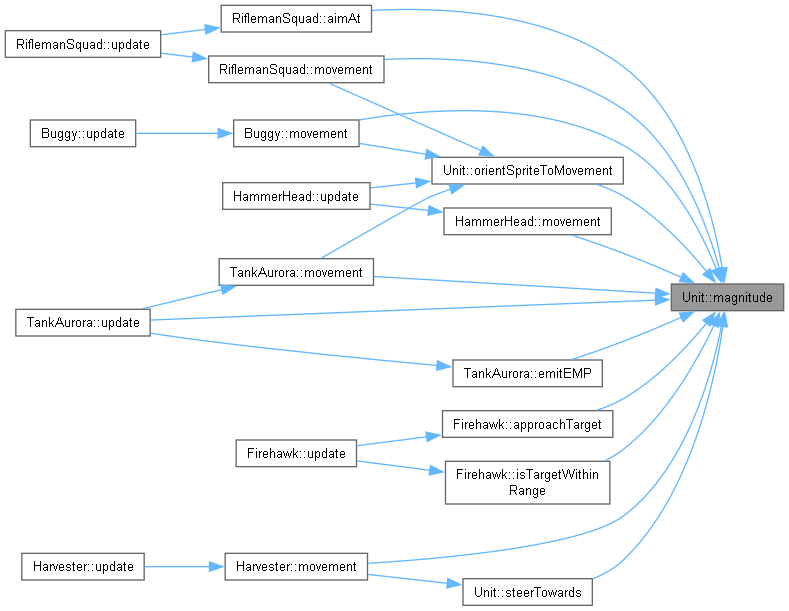 RiflemanSquad::aimAt
RiflemanSquad::update
RiflemanSquad::movement
Buggy::update
Buggy::movement
Unit::orientSpriteToMovement
HammerHead::update
HammerHead::movement
TankAurora::movement
Unit::magnitude
TankAurora::update
TankAurora::emitEMP
Firehawk::approachTarget
Firehawk::update
Firehawk::isTargetWithin
Range
Harvester::update
Harvester::movement
Unit::steerTowards